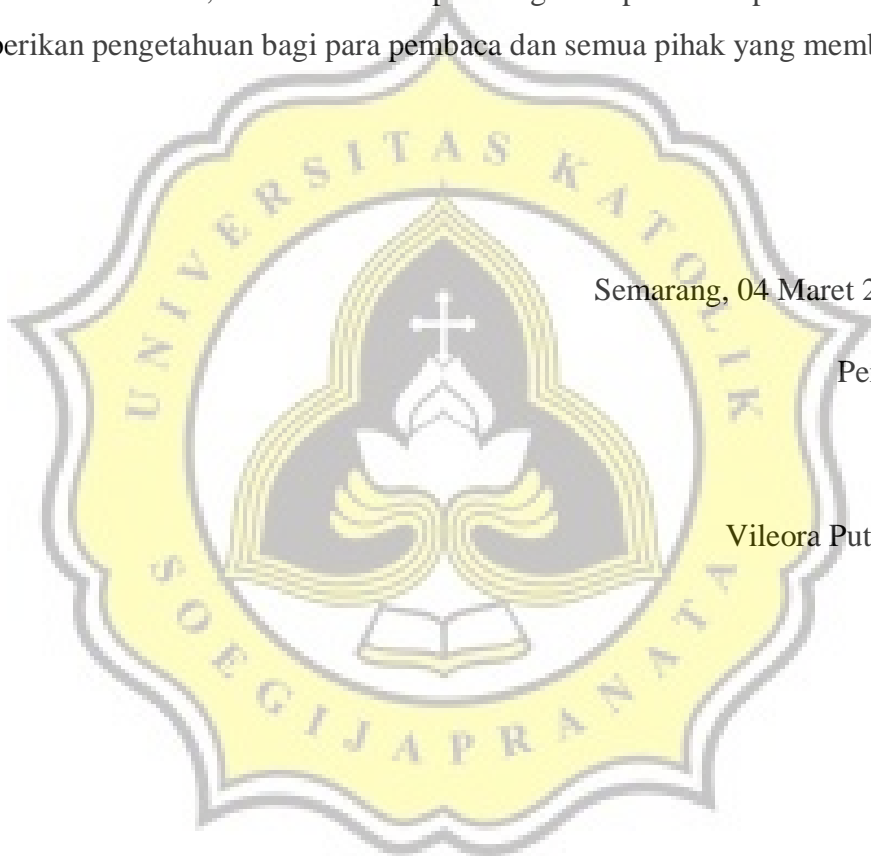 berikan pengetahuan bagi para pembaca dan semua pihak yang memb
UNIVERSITAS KATOLIK
Semarang, 04 Maret 2
Pe
Vileora Put
SOEGIJAPRANATA